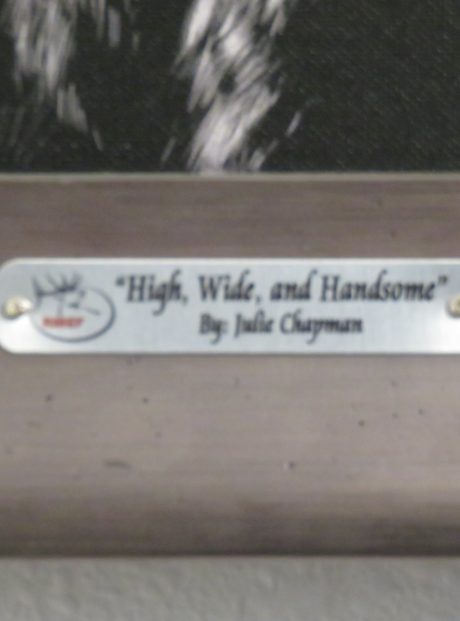 "High, Wide, and Handsome"
By: Julie Chapman